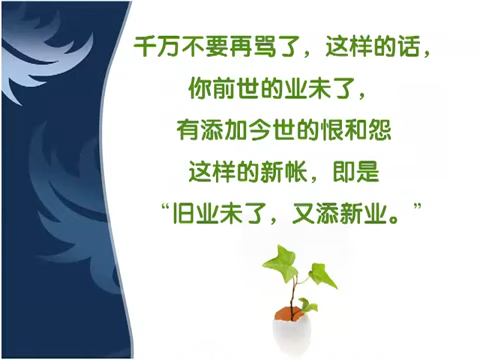 千万不要再骂了，这样的话，
你前世的业未了，
有添加今世的恨和怨
这样的新帐，即是
“旧业未了，又添新业。”